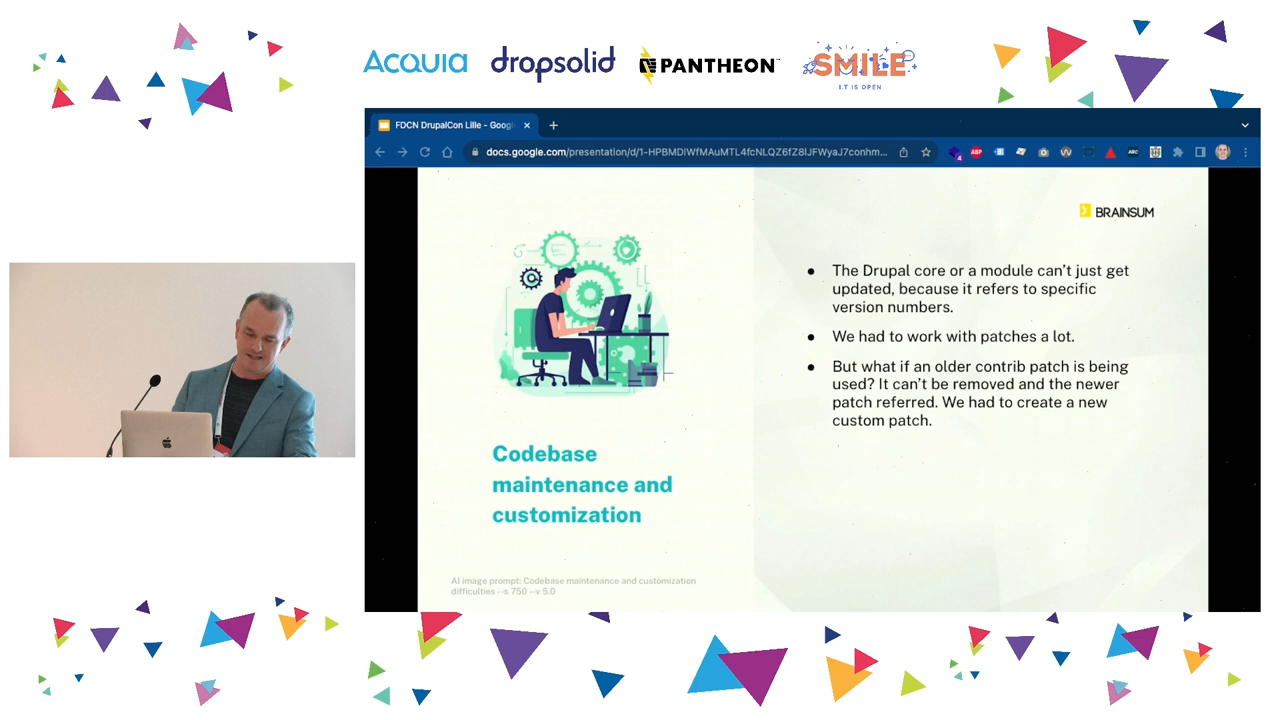 ACQUIA dropsolid PANTHEON SMILE
I.T IS OPEN
FDCN DrupalCon Lille - Goog
docs.google.com/presentation/d/1-HPBMDIWfMAuMTL4fcNLQZ6fZ8lJFWyaJ7conhm...
4 ABP ABC
BRAINSUM
● The Drupal core or a module can't just get
updated, because it refers to specific
version numbers.
● We had to work with patches a lot.
● But what if an older contrib patch is being
used? It can't be removed and the newer
patch referred. We had to create a new
custom patch.
Codebase
maintenance and
customization
AI image prompt: Codebase maintenance and customization
difficulties --s 750 --v 5.0